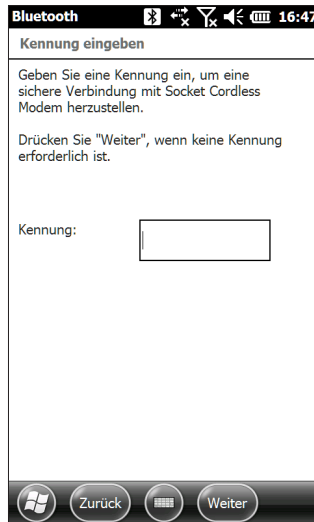 Bluetooth 16:47
Kennung eingeben
Geben Sie eine Kennung ein, um eine
sichere Verbindung mit Socket Cordless
Modem herzustellen.
Drücken Sie "Weiter", wenn keine Kennung
erforderlich ist.
Kennung:
Zurück Weiter